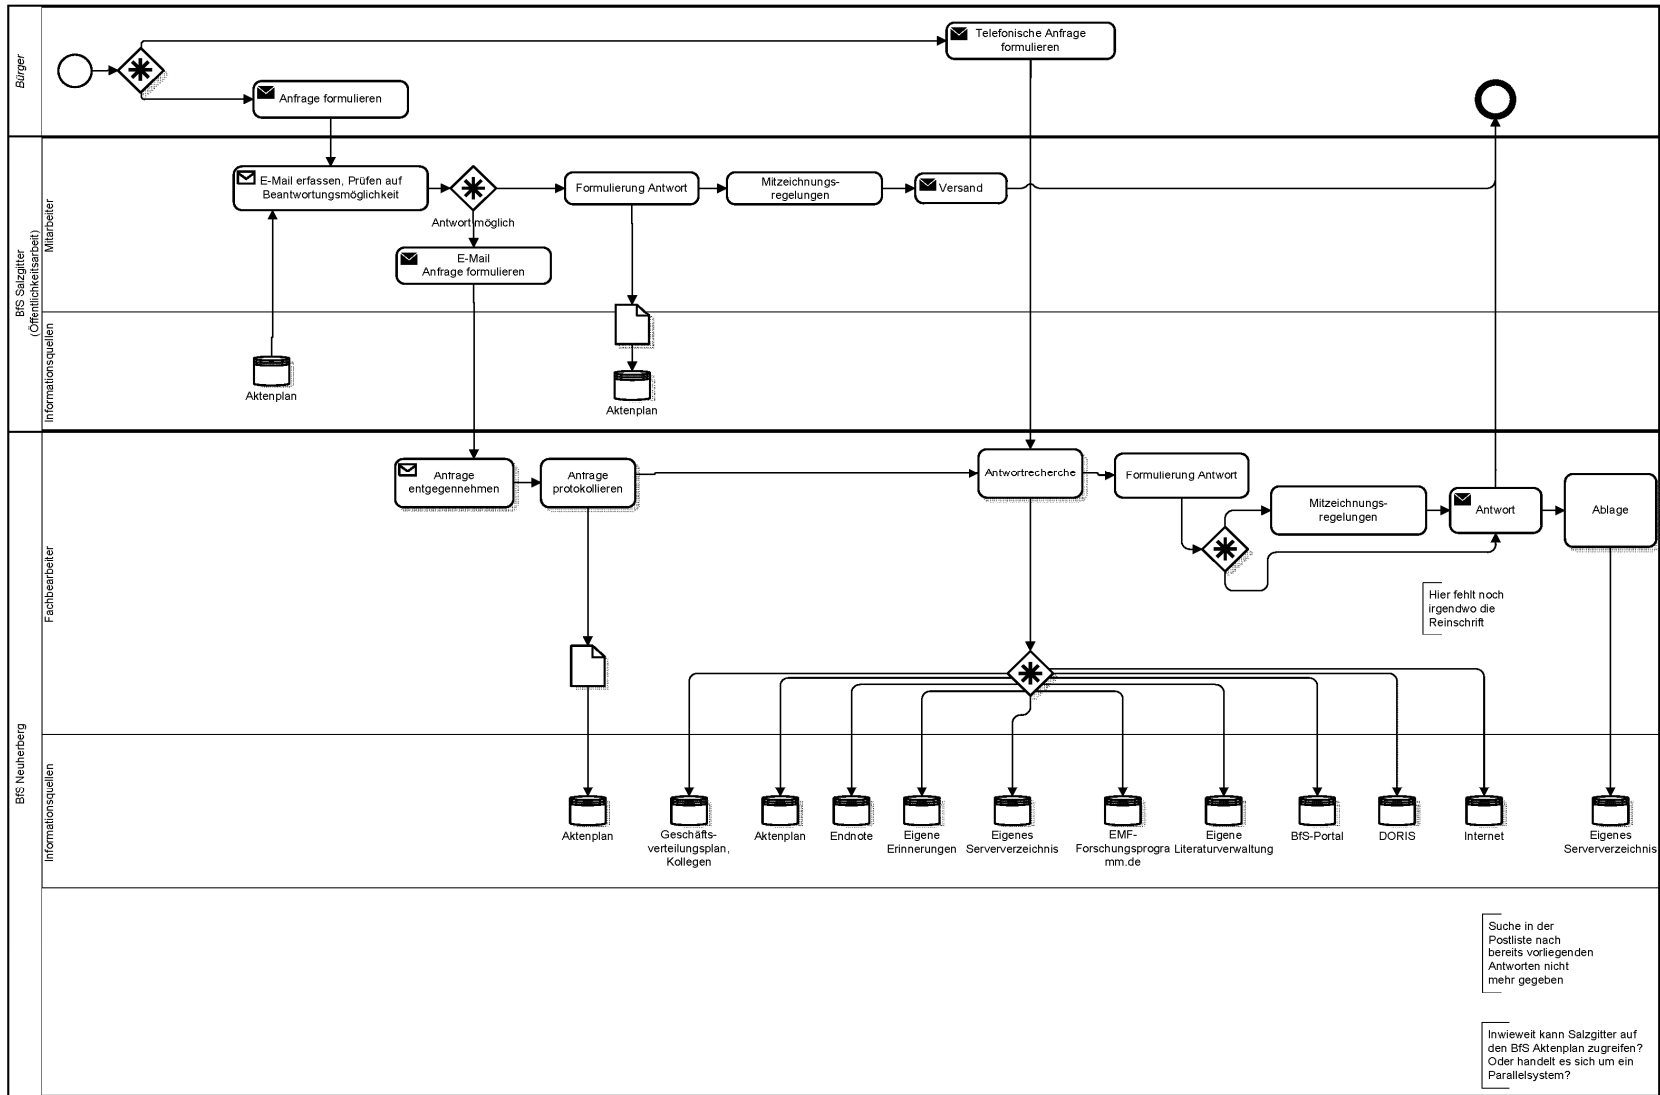 Bürger
Telefonische Anfrage
formulieren
Anfrage formulieren
BfS Salzgitter
(Öffentlichkeitsarbeit)
Mitarbeiter
E-Mail erfassen, Prüfen auf
Beantwortungsmöglichkeit
Antwort möglich
Formulierung Antwort
Mitzeichnungs-
regelungen
Versand
E-Mail
Anfrage formulieren
Informationsquellen
Aktenplan
Aktenplan
BfS Neuherberg
Fachbearbeiter
Anfrage
entgegennehmen
Anfrage
protokollieren
Antwortrecherche
Formulierung Antwort
Mitzeichnungs-
regelungen
Antwort
Ablage
Hier fehlt noch
irgendwo die
Reinschrift
Informationsquellen
Aktenplan
Geschäfts-
verteilungsplan,
Kollegen
Aktenplan
Endnote
Eigene
Erinnerungen
Eigenes
Serververzeichnis
EMF-
Forschungsprogra
mm.de
Eigene
Literaturverwaltung
BfS-Portal
DORIS
Internet
Eigenes
Serververzeichnis
Suche in der
Postliste nach
bereits vorliegenden
Antworten nicht
mehr gegeben
Inwieweit kann Salzgitter auf
den BfS Aktenplan zugreifen?
Oder handelt es sich um ein
Parallelsystem?